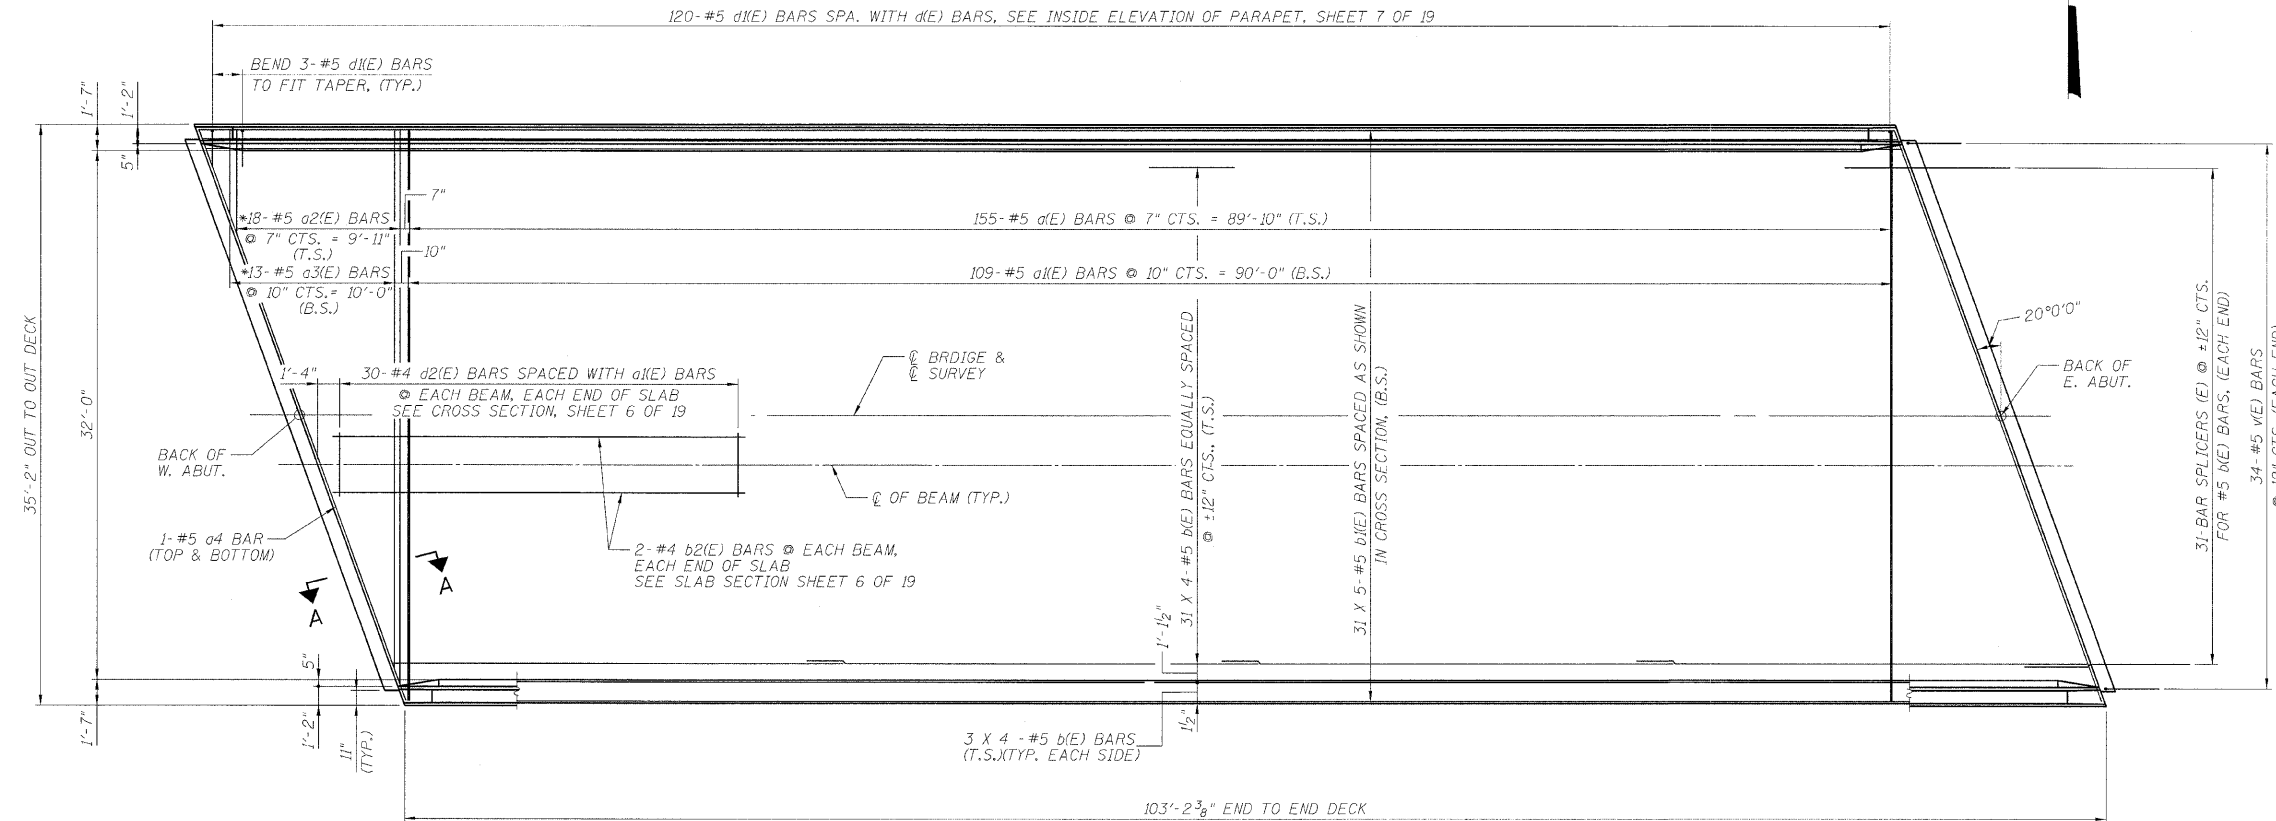 120-#5 d1(E) BARS SPA. WITH d(E) BARS, SEE INSIDE ELEVATION OF PARAPET, SHEET 7 OF 19
BEND 3-#5 d1(E) BARS
TO FIT TAPER, (TYP.)
1'-7"
1'-2"
5"
7"
*18-#5 a2(E) BARS
@ 7" CTS. = 9'-11"
(T.S.)
155-#5 a(E) BARS @ 7" CTS. = 89'-10" (T.S.)
10"
*13-#5 a3(E) BARS
@ 10" CTS.= 10'-0"
(B.S.)
109-#5 a1(E) BARS @ 10" CTS. = 90'-0" (B.S.)
35'-2" OUT TO OUT DECK
32'-0"
1'-4"
30-#4 d2(E) BARS SPACED WITH a1(E) BARS
@ EACH BEAM, EACH END OF SLAB
SEE CROSS SECTION, SHEET 6 OF 19
℄ BRDIGE &
℄ SURVEY
31 X 4-#5 b(E) BARS EQUALLY SPACED
@ ±12" CTS., (T.S.)
31 X 5-#5 b1(E) BARS SPACED AS SHOWN
IN CROSS SECTION, (B.S.)
20°0'0"
BACK OF
E. ABUT.
31-BAR SPLICERS (E) @ ±12" CTS.
FOR #5 b(E) BARS, (EACH END)
34-#5 v(E) BARS
BACK OF
W. ABUT.
℄ OF BEAM (TYP.)
1-#5 a4 BAR
(TOP & BOTTOM)
2-#4 b2(E) BARS @ EACH BEAM,
EACH END OF SLAB
SEE SLAB SECTION SHEET 6 OF 19
A
A
1'-1½"
5"
1'-7"
1'-2"
11"
(TYP.)
1½"
3 X 4 -#5 b(E) BARS
(T.S.)(TYP. EACH SIDE)
103'-2⅜" END TO END DECK